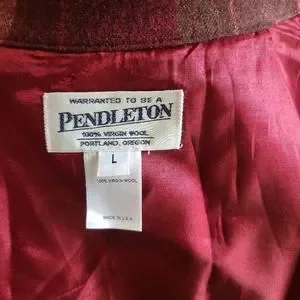 WARRANTED TO BE A
PENDLETON
100% VIRGIN WOOL
PORTLAND, OREGON
L
100% VIRGIN WOOL
MADE IN U.S.A.